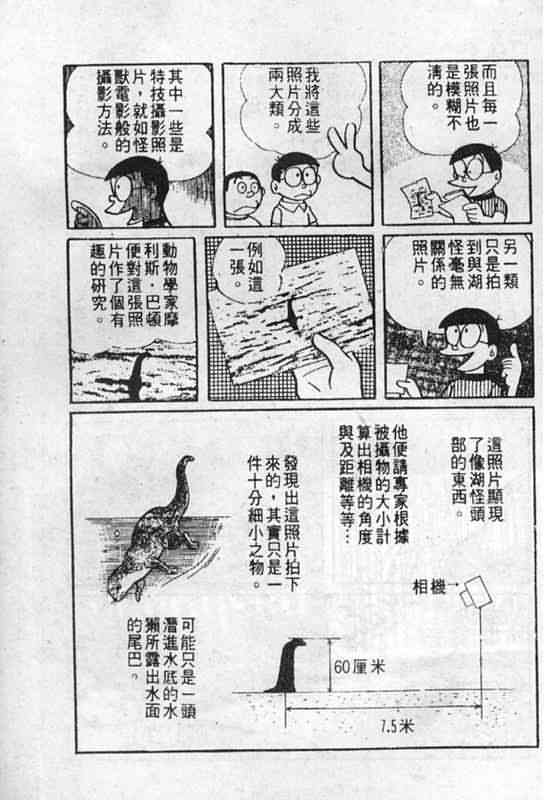 而且每一
張照片也
是模糊不
清的。
我將這些
照片分成
兩大類。
其中一些是
特技攝影照
片，就如怪
獸電影般的
攝影方法。
另一類
只是拍
到與湖
怪毫無
關係的
照片。
例如這
一張。
動物學家摩
利斯·巴頓
便對這張照
片作了個有
趣的研究。
這照片顯現
了像湖怪頭
部的東西。
他便請專家根據
被攝物的大小計
算出相機的角度
與及距離等等…
相機→
60厘米
7.5米
發現出這照片拍下
來的，其實只是一
件十分細小之物。
可能只是一頭
潛進水底的水
獺所露出水面
的尾巴。